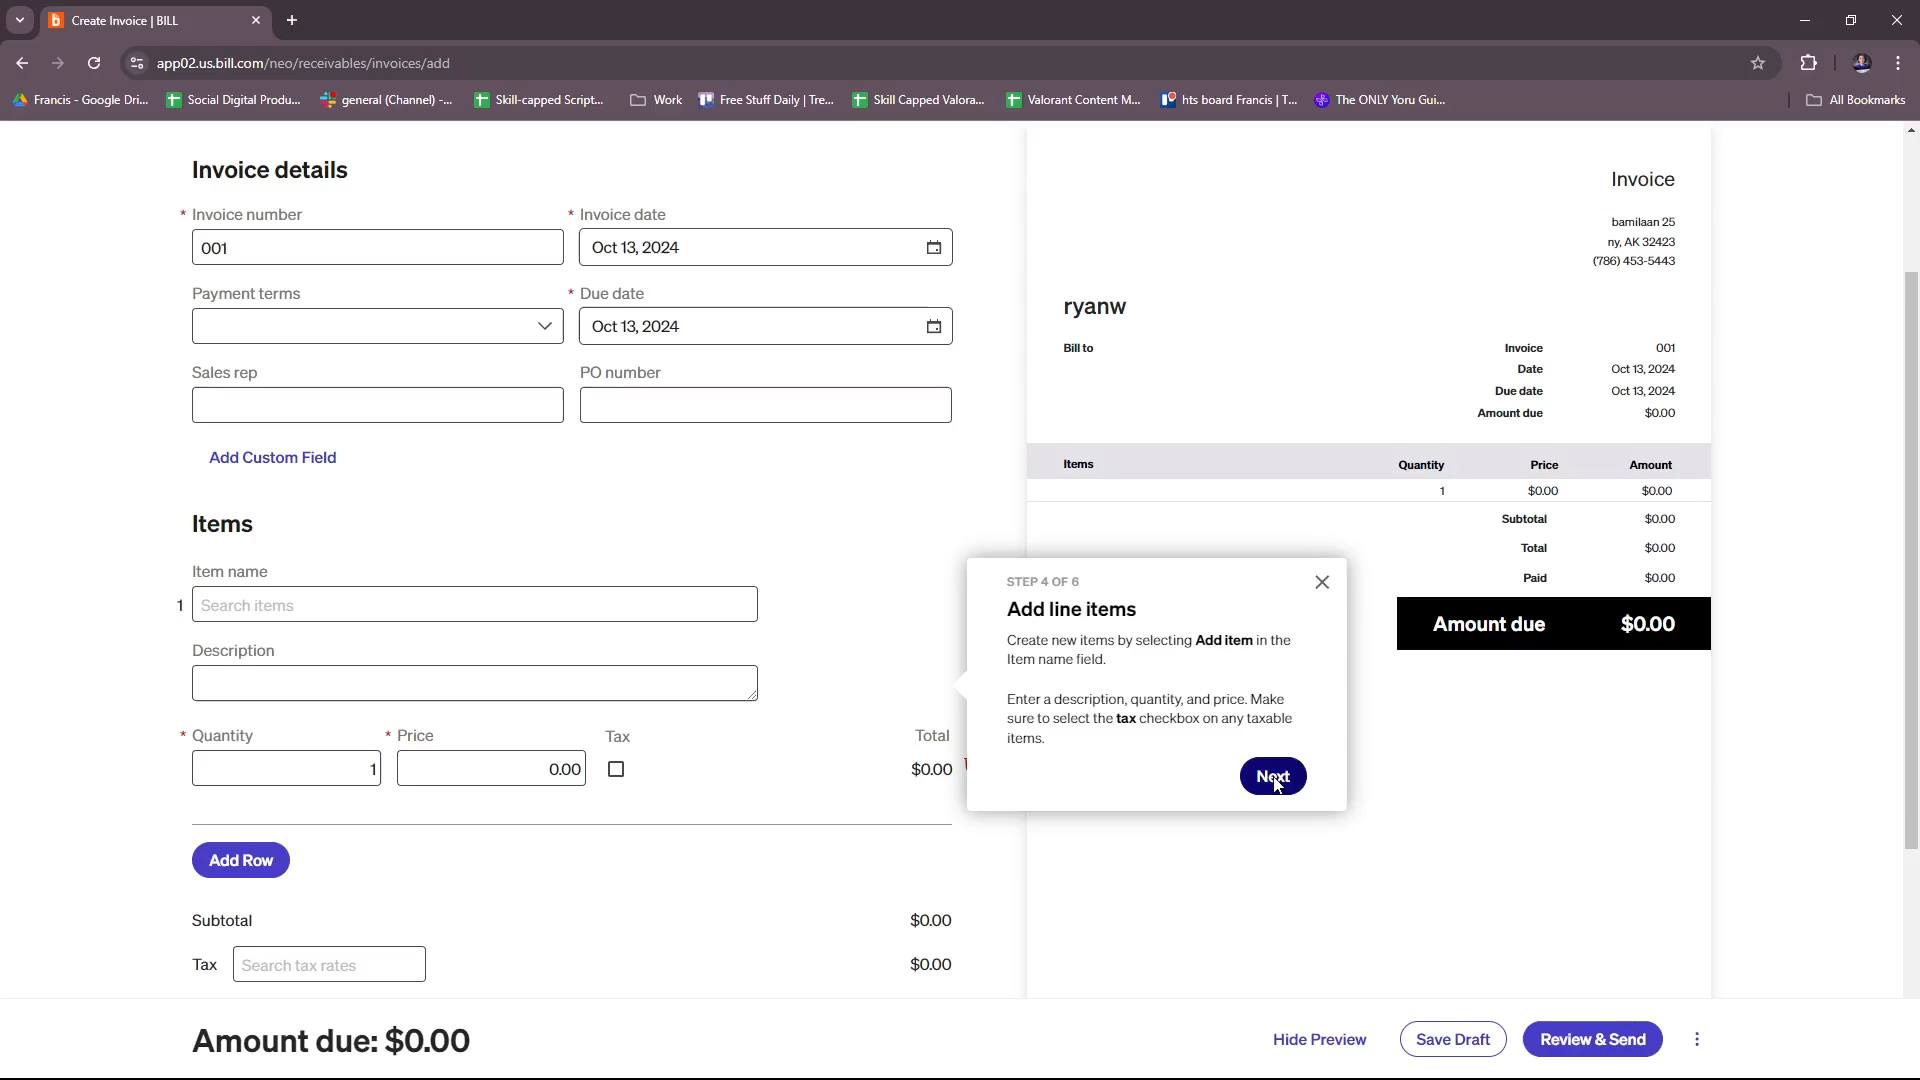 Create Invoice | BILL
app02.us.bill.com/neo/receivables/invoices/add
Francis - Google Dri...
Social Digital Produ...
general (Channel) -...
Skill-capped Script...
Work
Free Stuff Daily | Tre...
Skill Capped Valora...
Valorant Content M...
hts board Francis | T...
The ONLY Yoru Gui...
All Bookmarks
Invoice details
* Invoice number
001
* Invoice date
Oct 13, 2024
Payment terms
* Due date
Oct 13, 2024
Sales rep
PO number
Add Custom Field
Items
Item name
1
Search items
Description
* Quantity
* Price
Tax
Total
1
0.00
$0.00
Add Row
Subtotal
$0.00
Tax
Search tax rates
$0.00
Invoice
bamilaan 25
ny, AK 32423
(786) 453-5443
ryanw
Bill to
Invoice 001
Date Oct 13, 2024
Due date Oct 13, 2024
Amount due $0.00
Items Quantity Price Amount
1 $0.00 $0.00
Subtotal $0.00
Total $0.00
Paid $0.00
Amount due $0.00
STEP 4 OF 6
Add line items
Create new items by selecting Add item in the
Item name field.
Enter a description, quantity, and price. Make
sure to select the tax checkbox on any taxable
items.
Next
Amount due: $0.00
Hide Preview
Save Draft
Review & Send